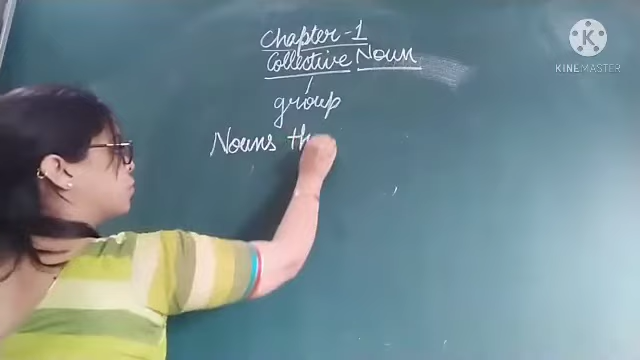 Chapter-1
Collective Noun
group
Nouns th
KINEMASTER